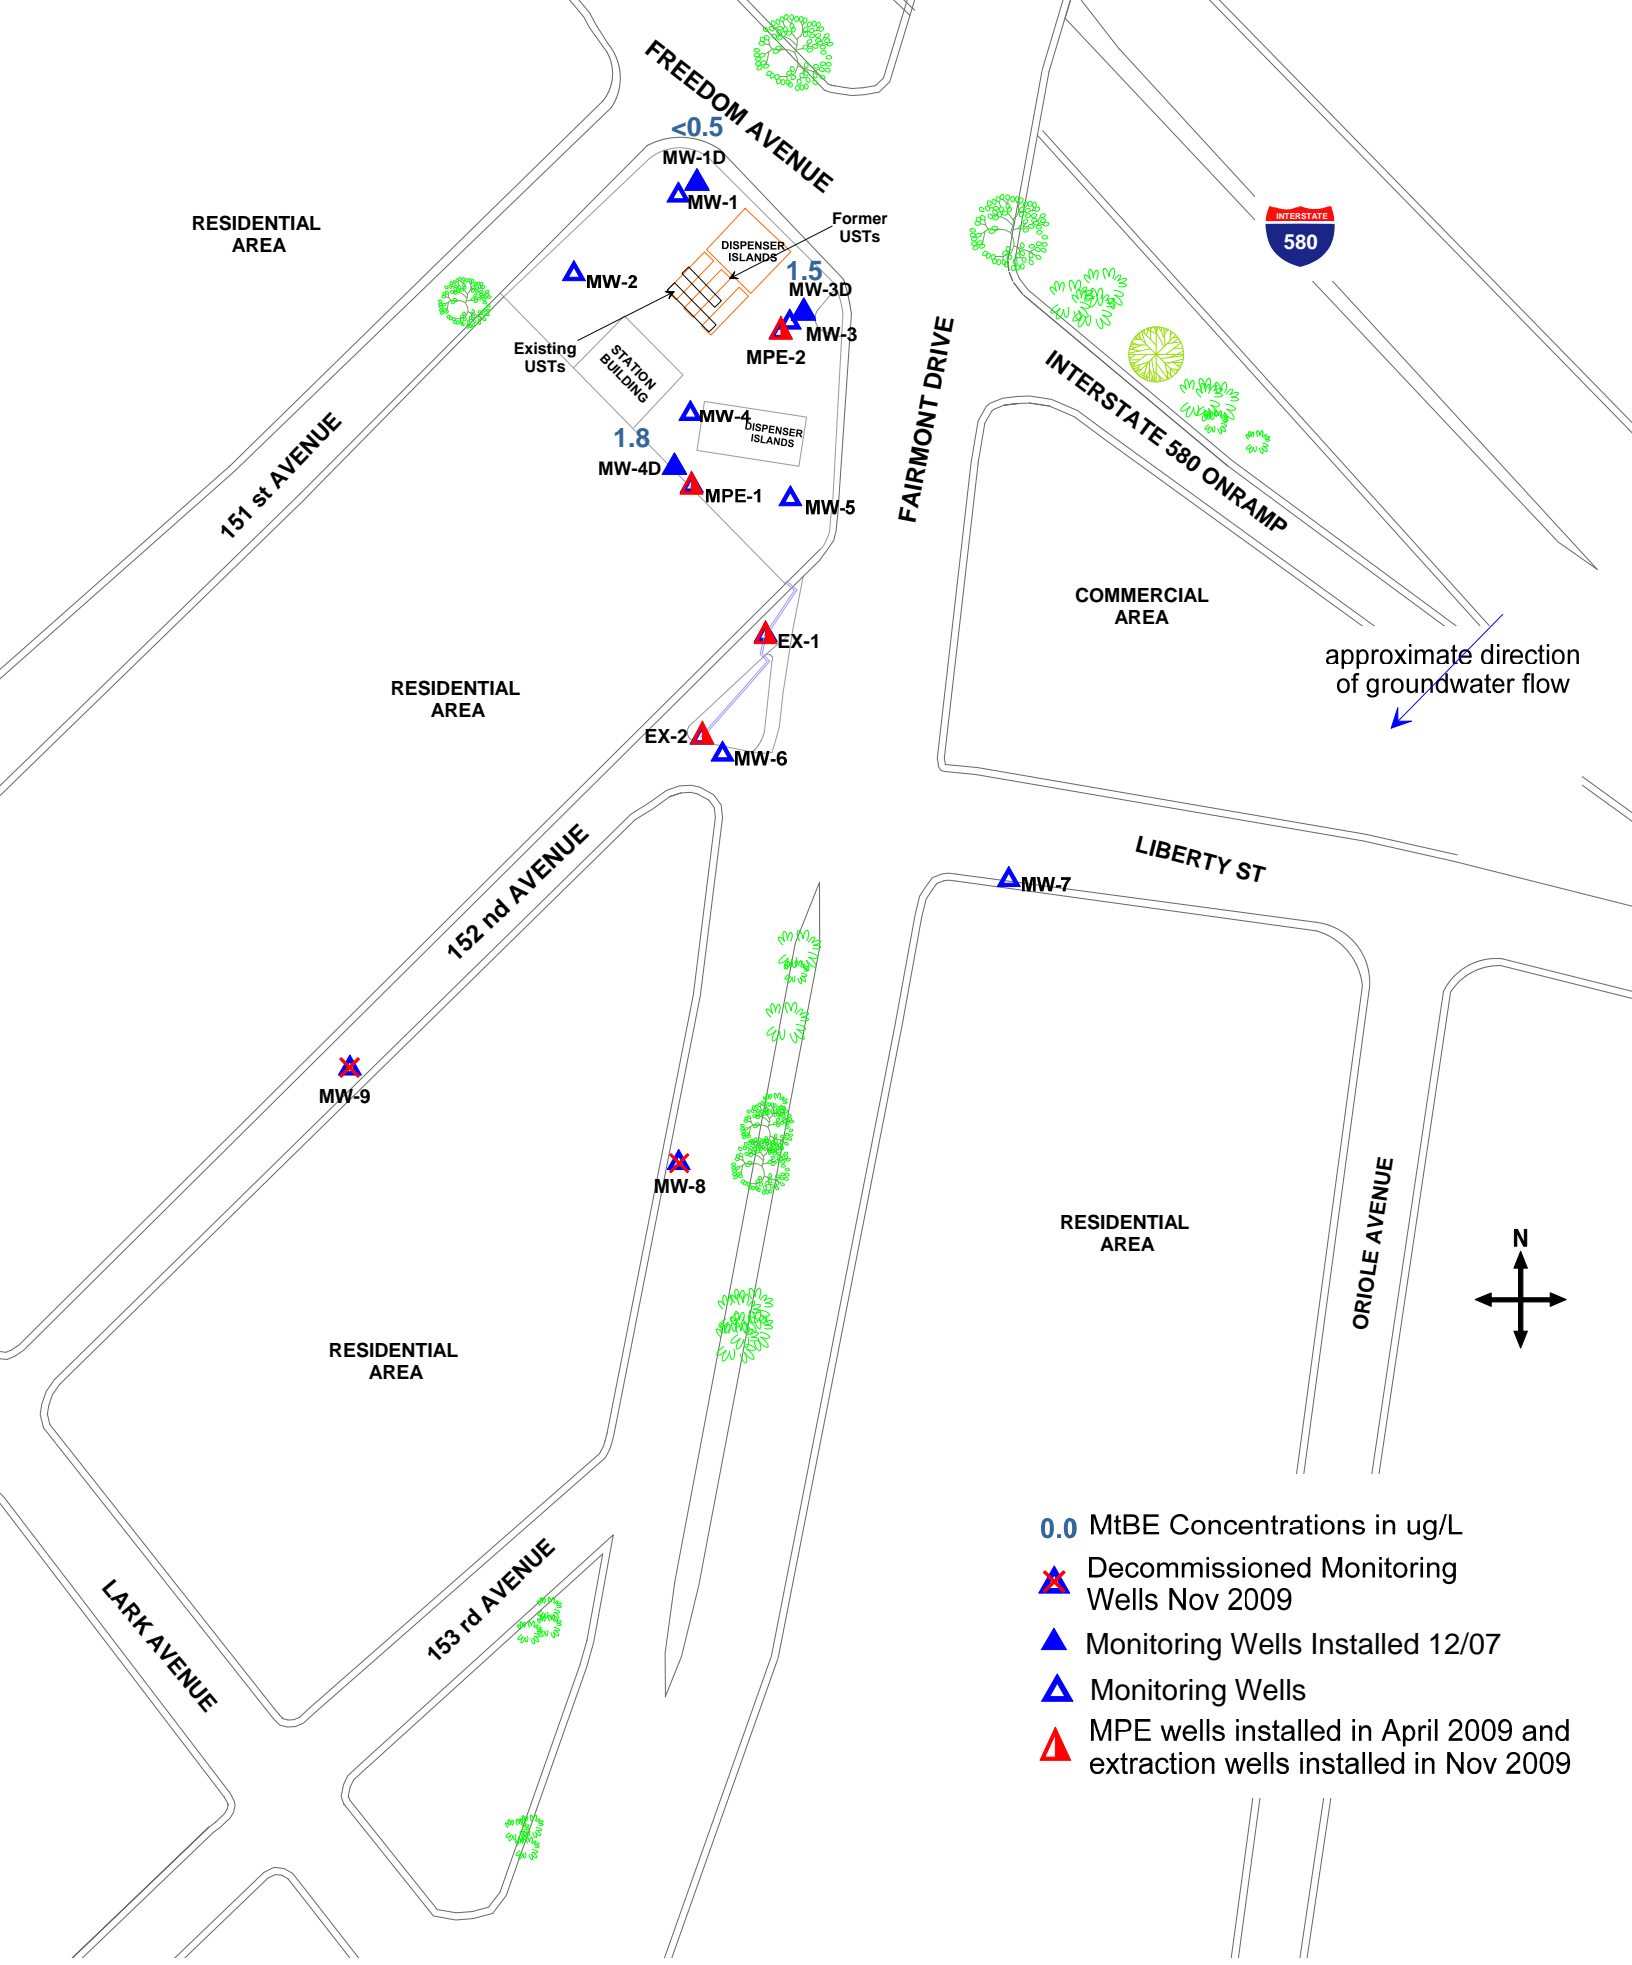 FREEDOM AVENUE
<0.5
MW-1D
MW-1
RESIDENTIAL
AREA
Former
USTs
INTERSTATE
580
DISPENSER
ISLANDS
1.5
MW-2
MW-3D
MW-3
MPE-2
Existing
USTs
STATION
BUILDING
FAIRMONT DRIVE
INTERSTATE 580 ONRAMP
MW-4
DISPENSER
ISLANDS
1.8
MW-4D
MPE-1
MW-5
151 st AVENUE
COMMERCIAL
AREA
EX-1
approximate direction
of groundwater flow
RESIDENTIAL
AREA
EX-2
MW-6
152 nd AVENUE
LIBERTY ST
MW-7
MW-9
MW-8
RESIDENTIAL
AREA
ORIOLE AVENUE
N
RESIDENTIAL
AREA
LARK AVENUE
153 rd AVENUE
0.0 MtBE Concentrations in ug/L
Decommissioned Monitoring
Wells Nov 2009
Monitoring Wells Installed 12/07
Monitoring Wells
MPE wells installed in April 2009 and
extraction wells installed in Nov 2009